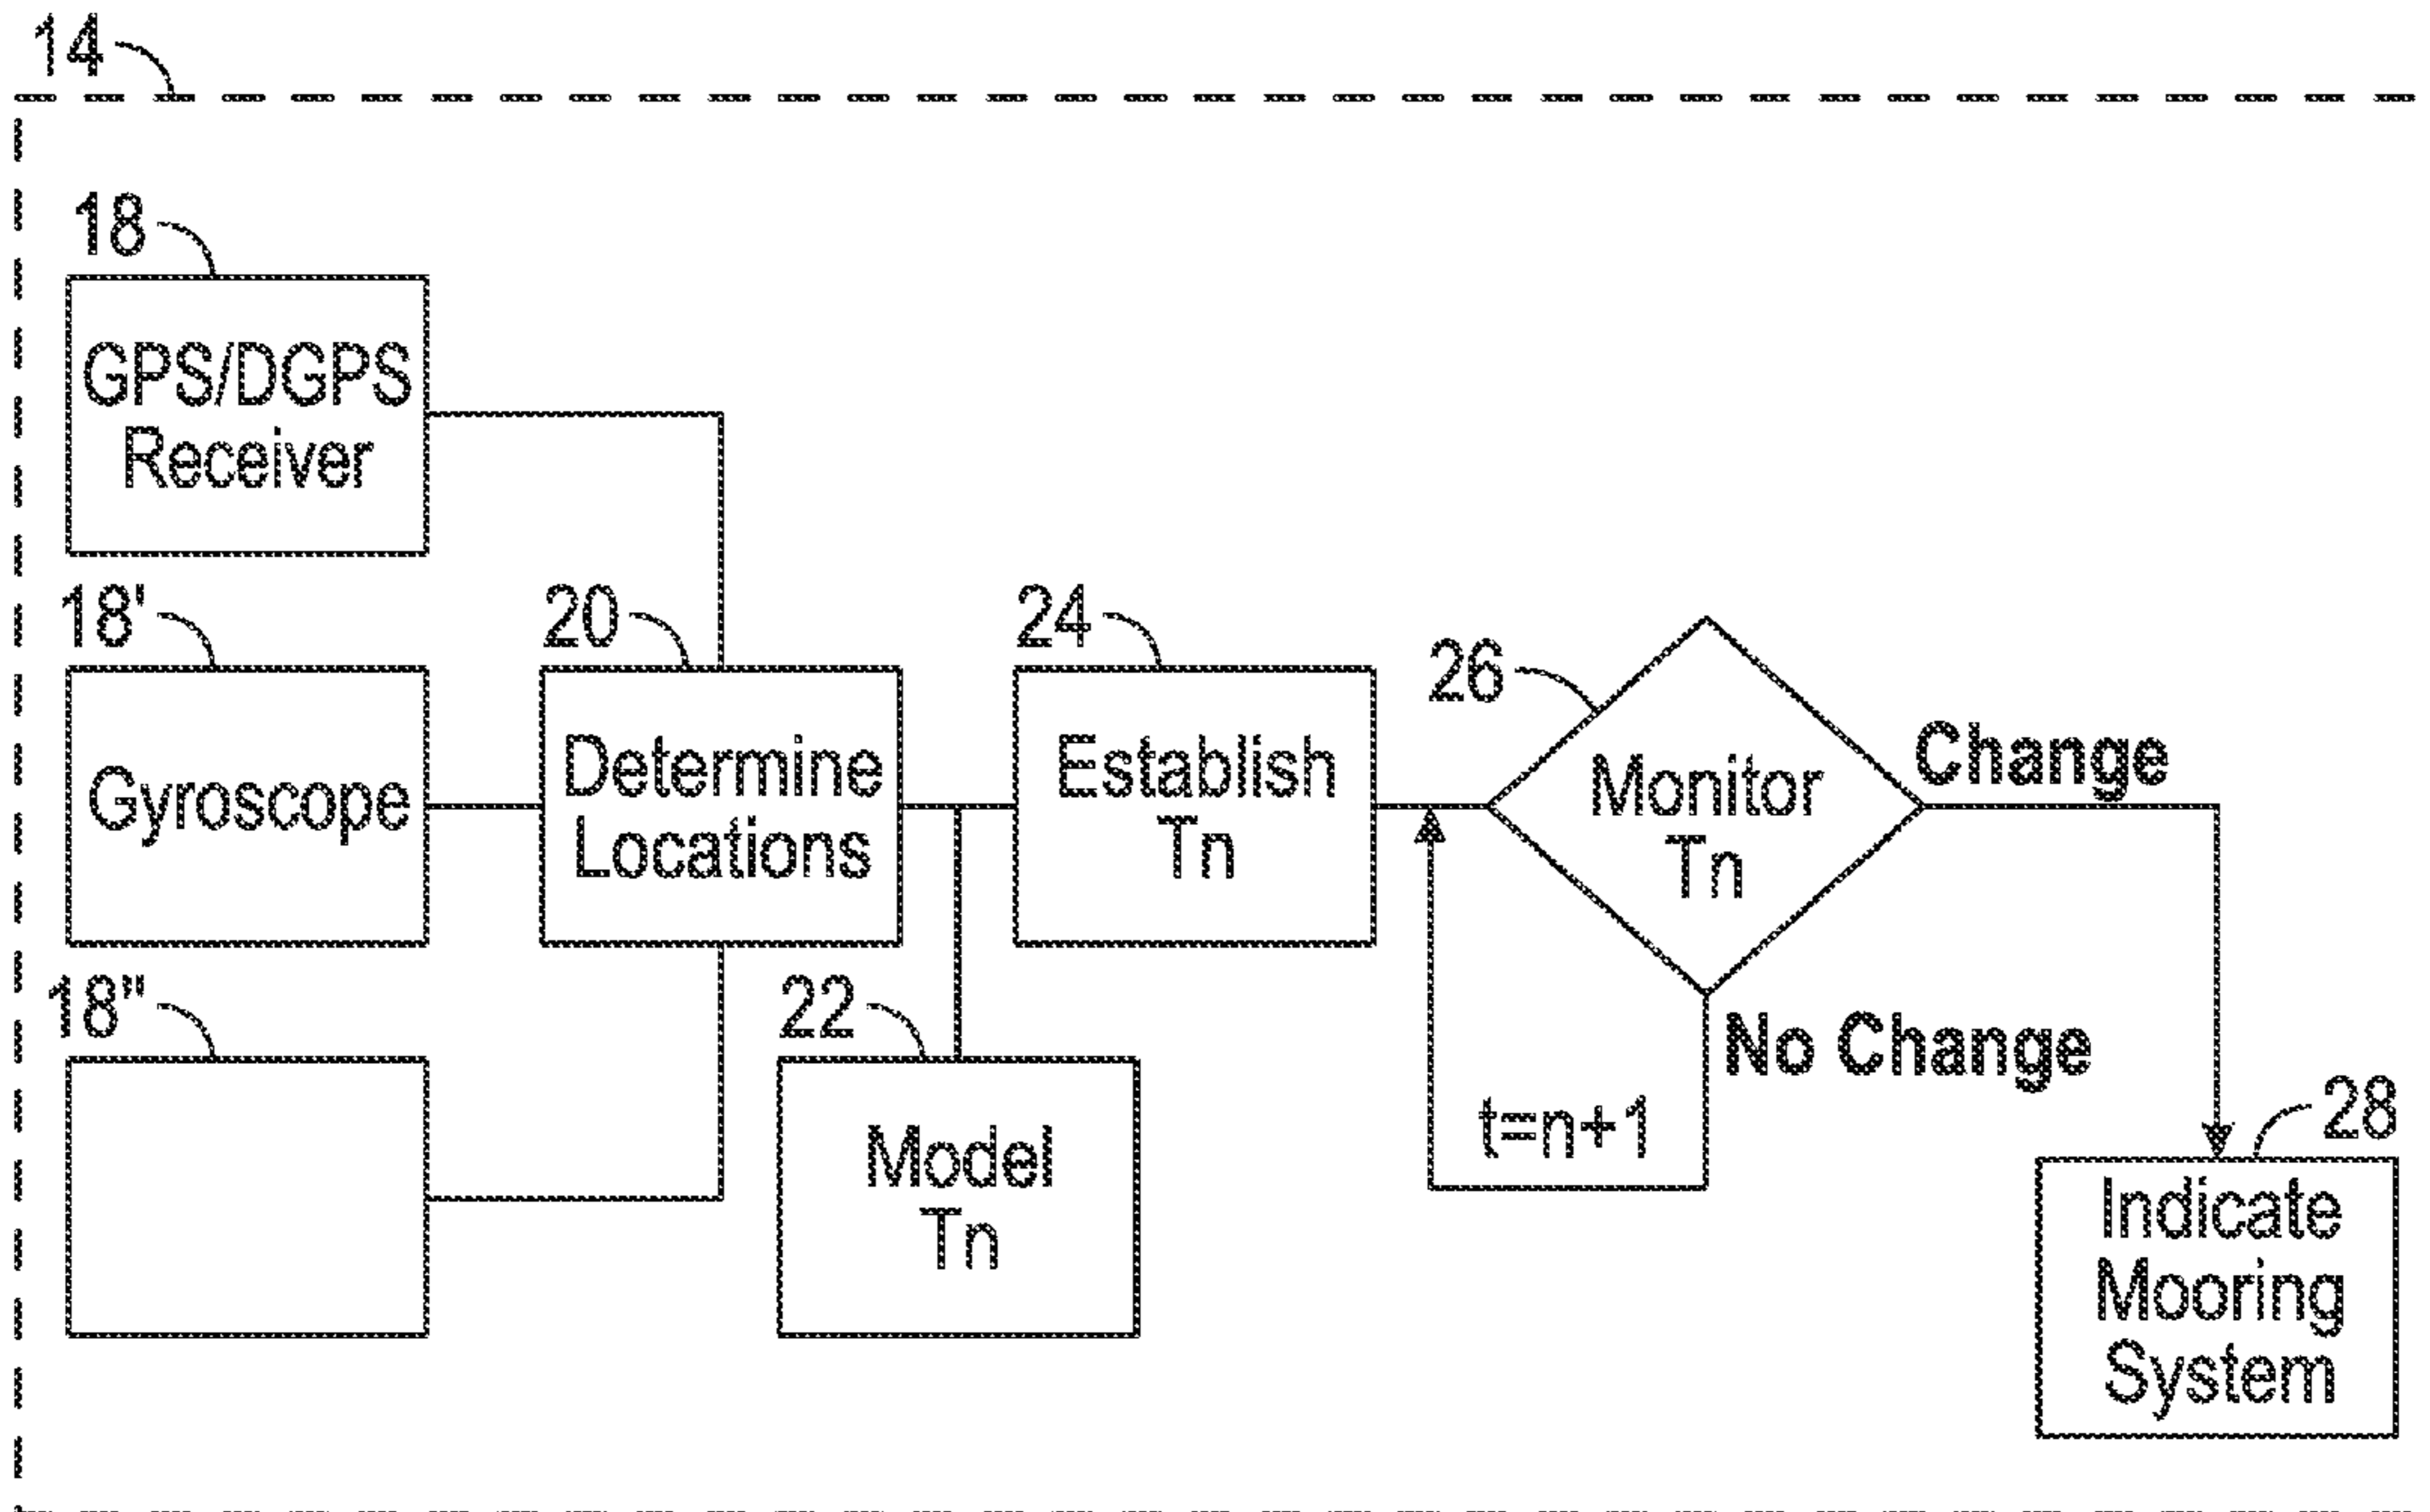 14
18
GPS/DGPS
Receiver
18'
Gyroscope
18"
20
Determine
Locations
22
Model
Tn
24
Establish
Tn
26
Monitor
Tn
Change
No Change
t=n+1
28
Indicate
Mooring
System